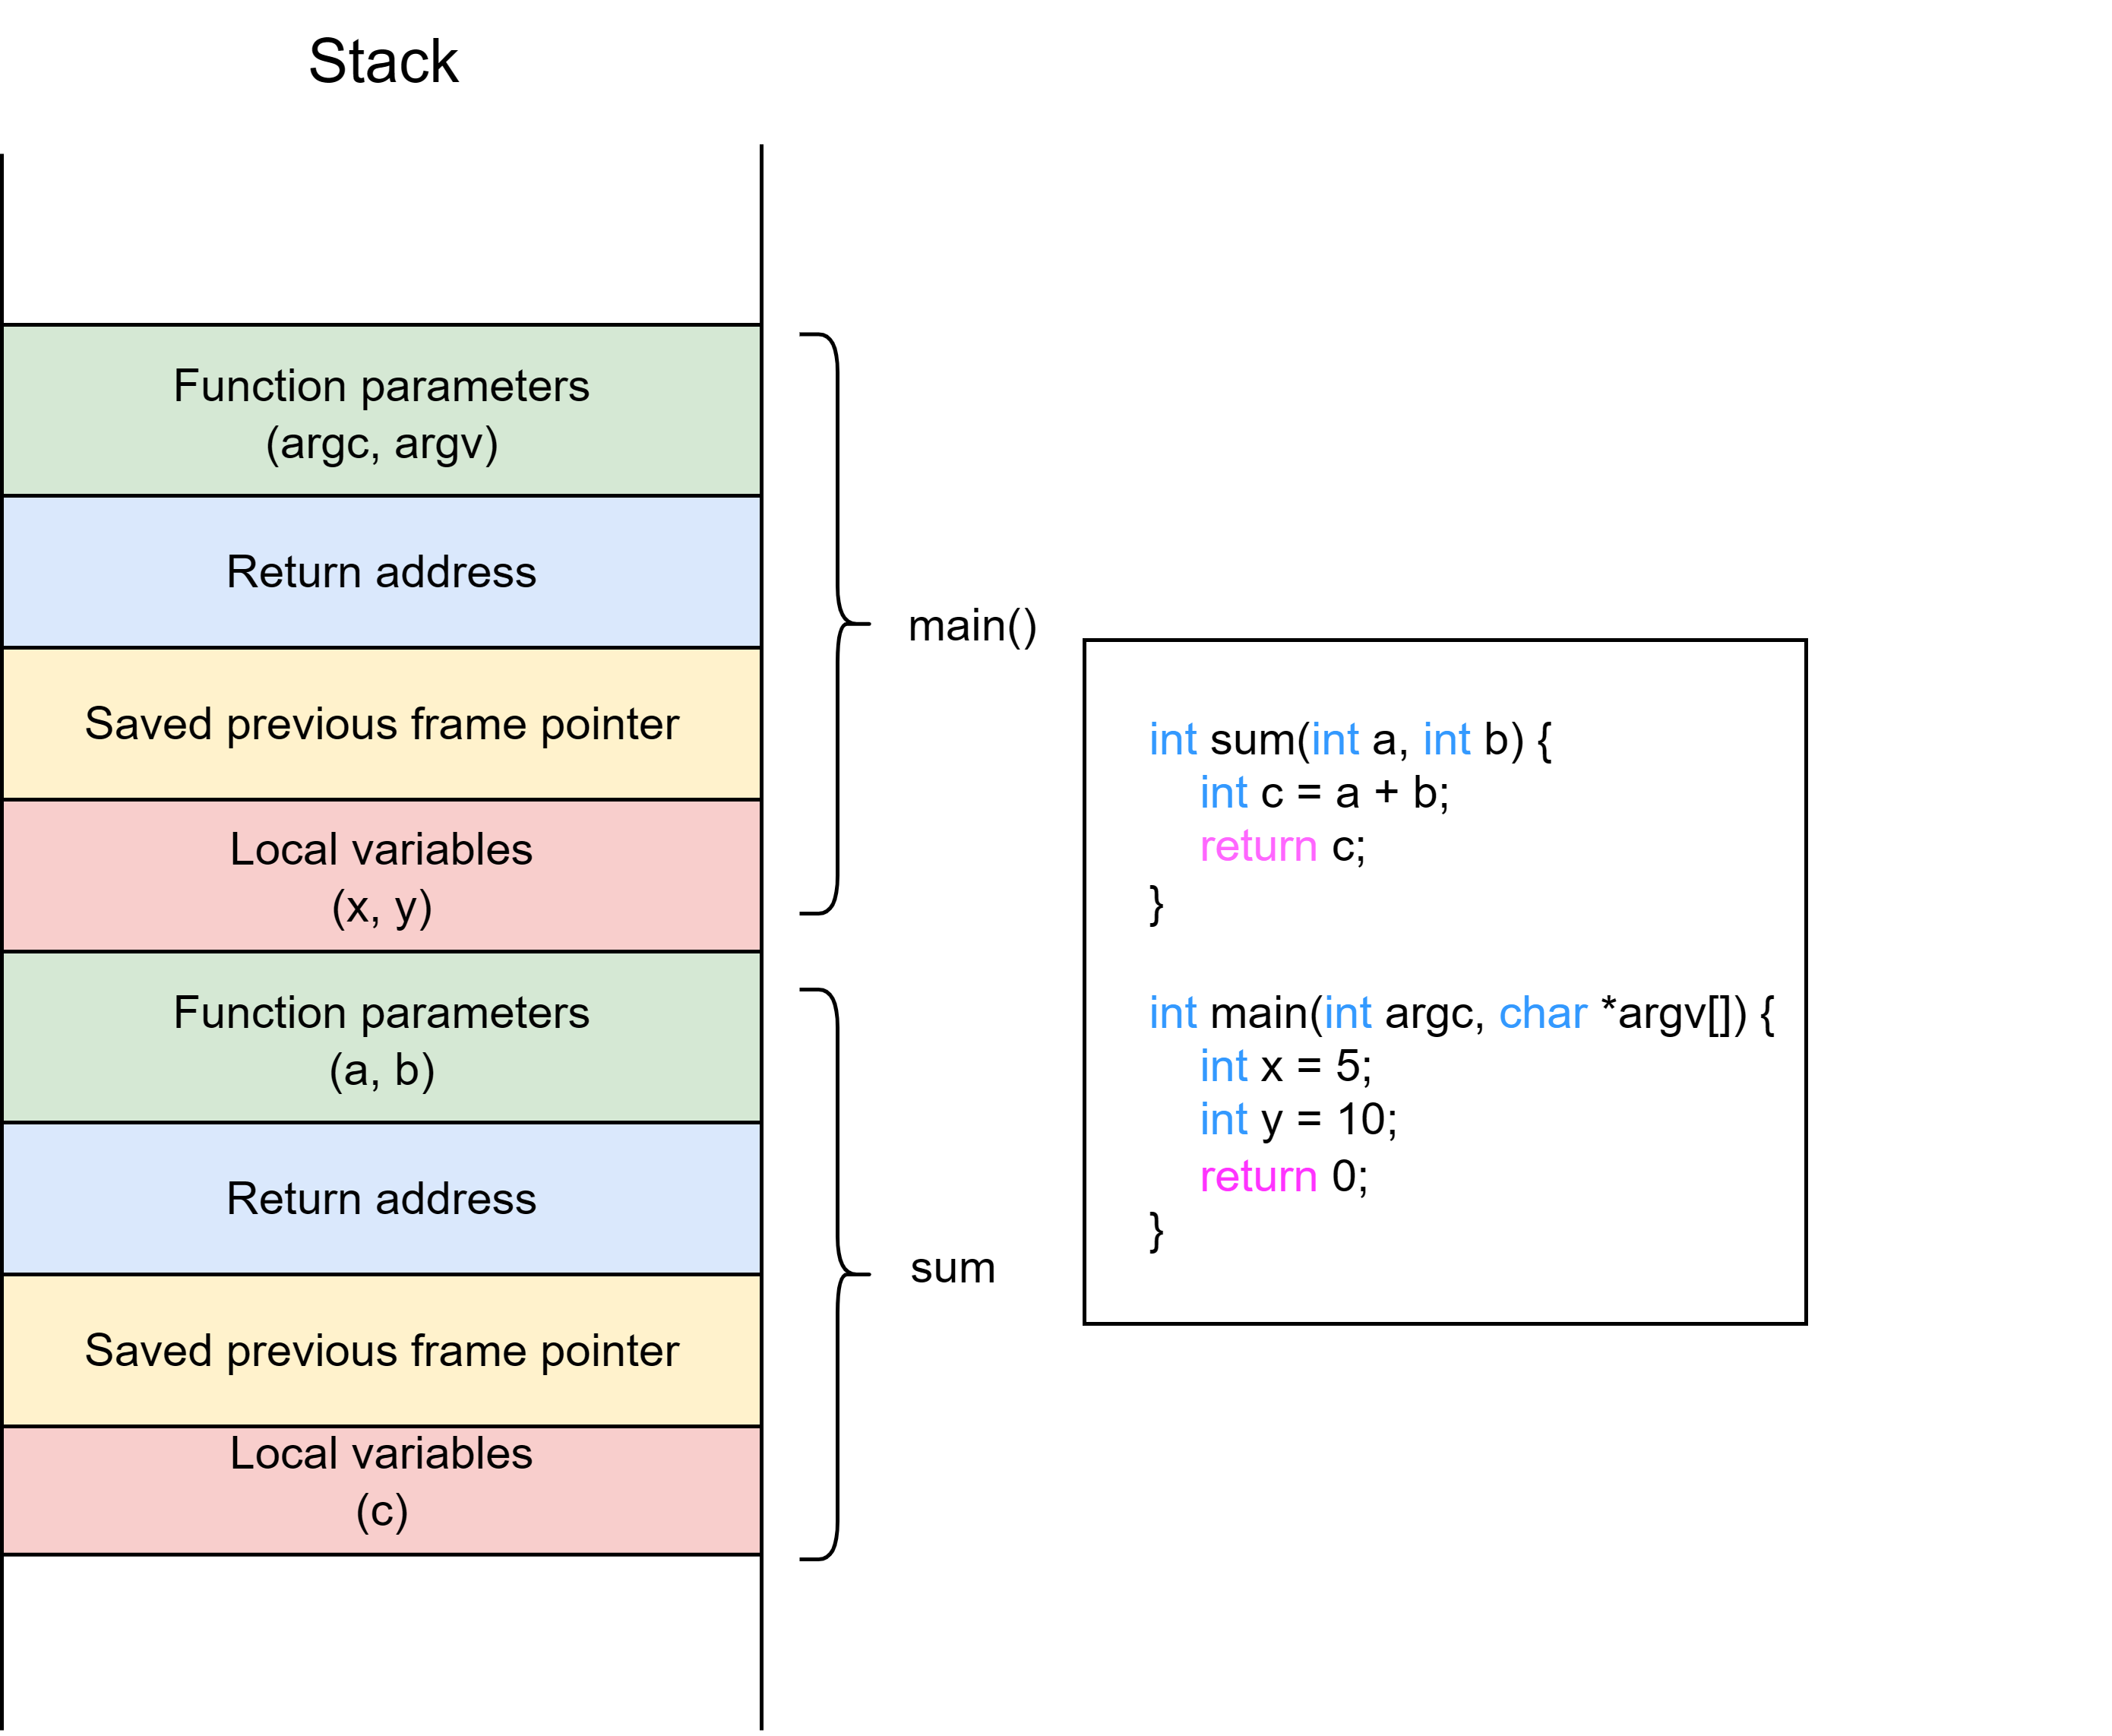 Stack
Function parameters
(argc, argv)
Return address
Saved previous frame pointer
Local variables
(x, y)
main()
Function parameters
(a, b)
Return address
Saved previous frame pointer
Local variables
(c)
sum
int sum(int a, int b) {
int c = a + b;
return c;
}
int main(int argc, char *argv[]) {
int x = 5;
int y = 10;
return 0;
}